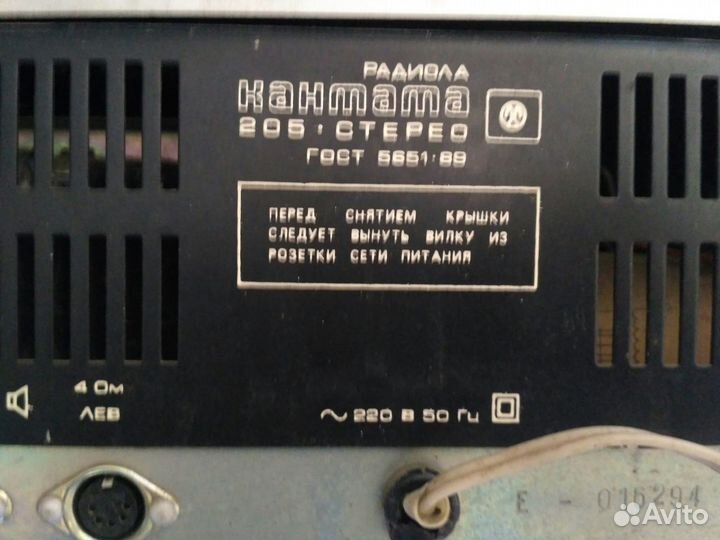 РАДИОЛА
кантата
205·СТЕРЕО
ГОСТ 5651·89
ПЕРЕД СНЯТИЕМ КРЫШКИ
СЛЕДУЕТ ВЫНУТЬ ВИЛКУ ИЗ
РОЗЕТКИ СЕТИ ПИТАНИЯ
4 Ом
ЛЕВ
~ 220 В 50 Гц
Е - 016294
Avito